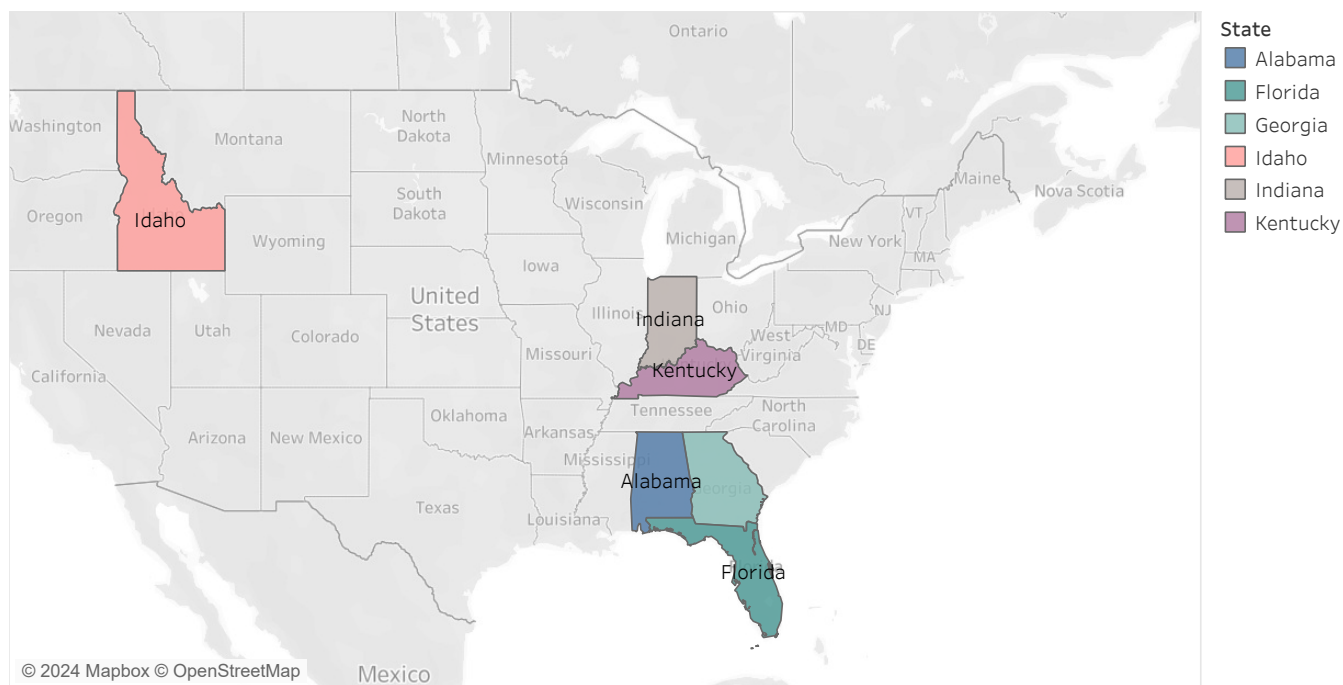 Ontario
State
Alabama
Florida
Georgia
Idaho
Indiana
Kentucky
Washington
Montana
North
Dakota
Minnesota
Maine
Nova Scotia
Oregon
Idaho
South
Dakota
Wisconsin
VT
Wyoming
Michigan
New York
MA
Iowa
United
States
Nevada
Utah
Colorado
Illinois
Indiana
Ohio
NJ
MD
DE
West
Virginia
California
Missouri
Kentucky
Oklahoma
Tennessee
North
Carolina
Arizona
New Mexico
Arkansas
Mississippi
Alabama
Georgia
Texas
Louisiana
Florida
Mexico
© 2024 Mapbox © OpenStreetMap